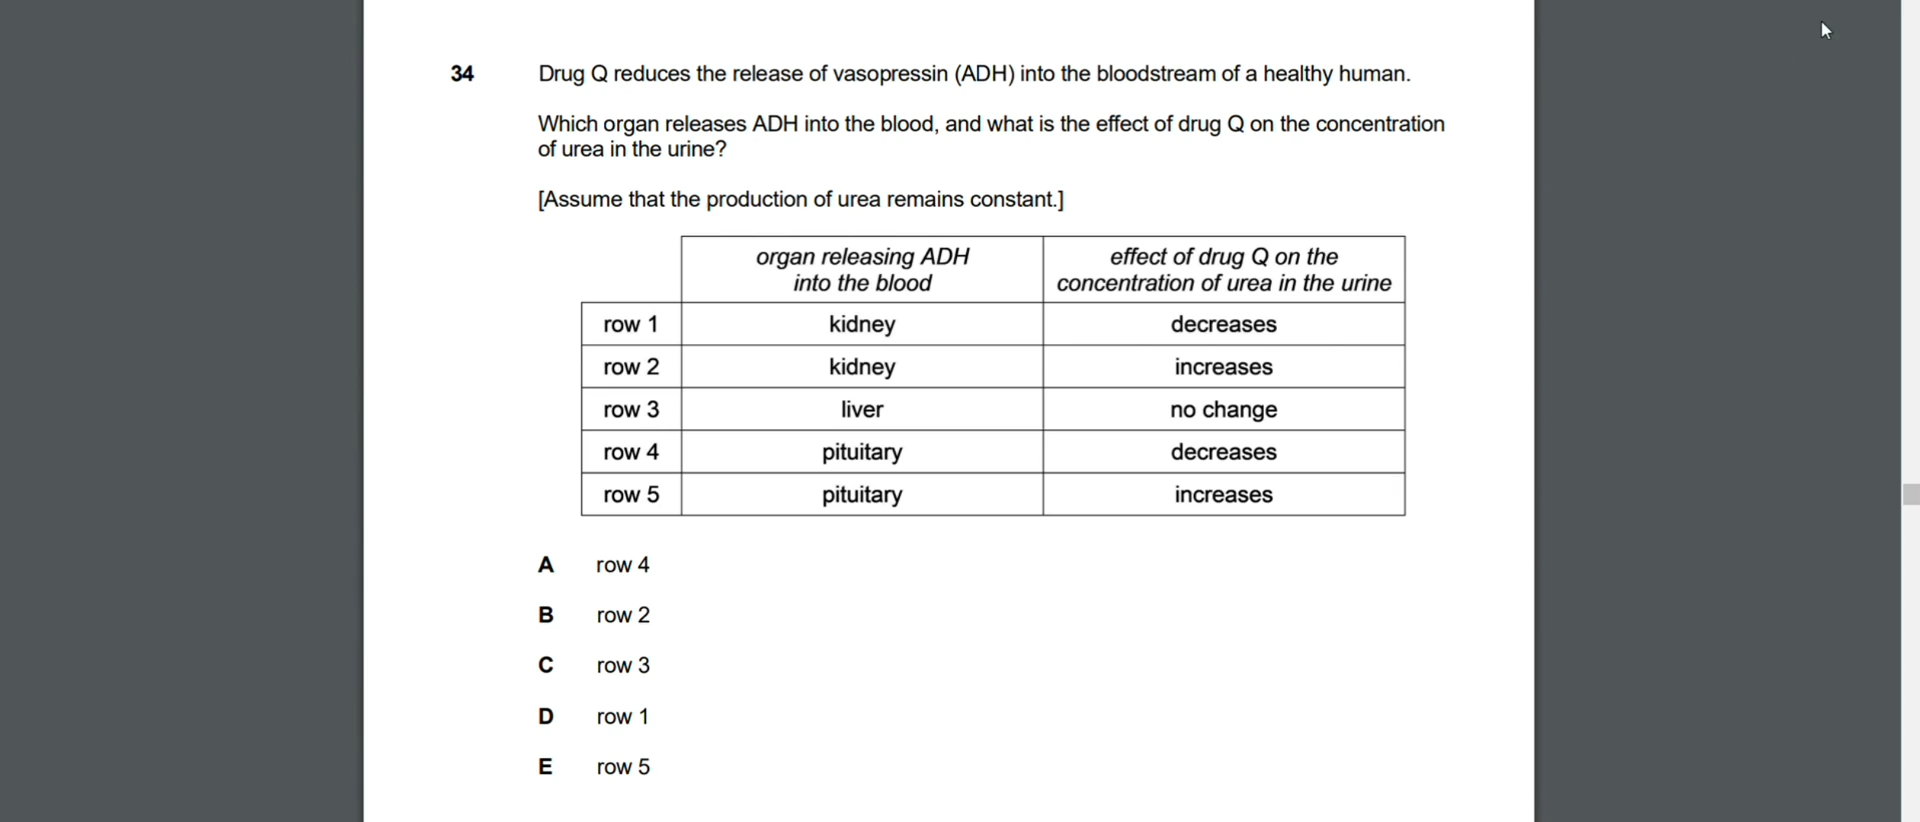 34 Drug Q reduces the release of vasopressin (ADH) into the bloodstream of a healthy human.
Which organ releases ADH into the blood, and what is the effect of drug Q on the concentration
of urea in the urine?
[Assume that the production of urea remains constant.]
organ releasing ADH into the blood
effect of drug Q on the concentration of urea in the urine
row 1 kidney decreases
row 2 kidney increases
row 3 liver no change
row 4 pituitary decreases
row 5 pituitary increases
A row 4
B row 2
C row 3
D row 1
E row 5